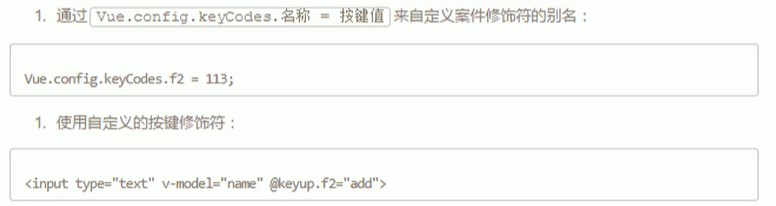 1. 通过 Vue.config.keyCodes.名称 = 按键值 来自定义案件修饰符的别名：
Vue.config.keyCodes.f2 = 113;
1. 使用自定义的按键修饰符：
<input type="text" v-model="name" @keyup.f2="add">